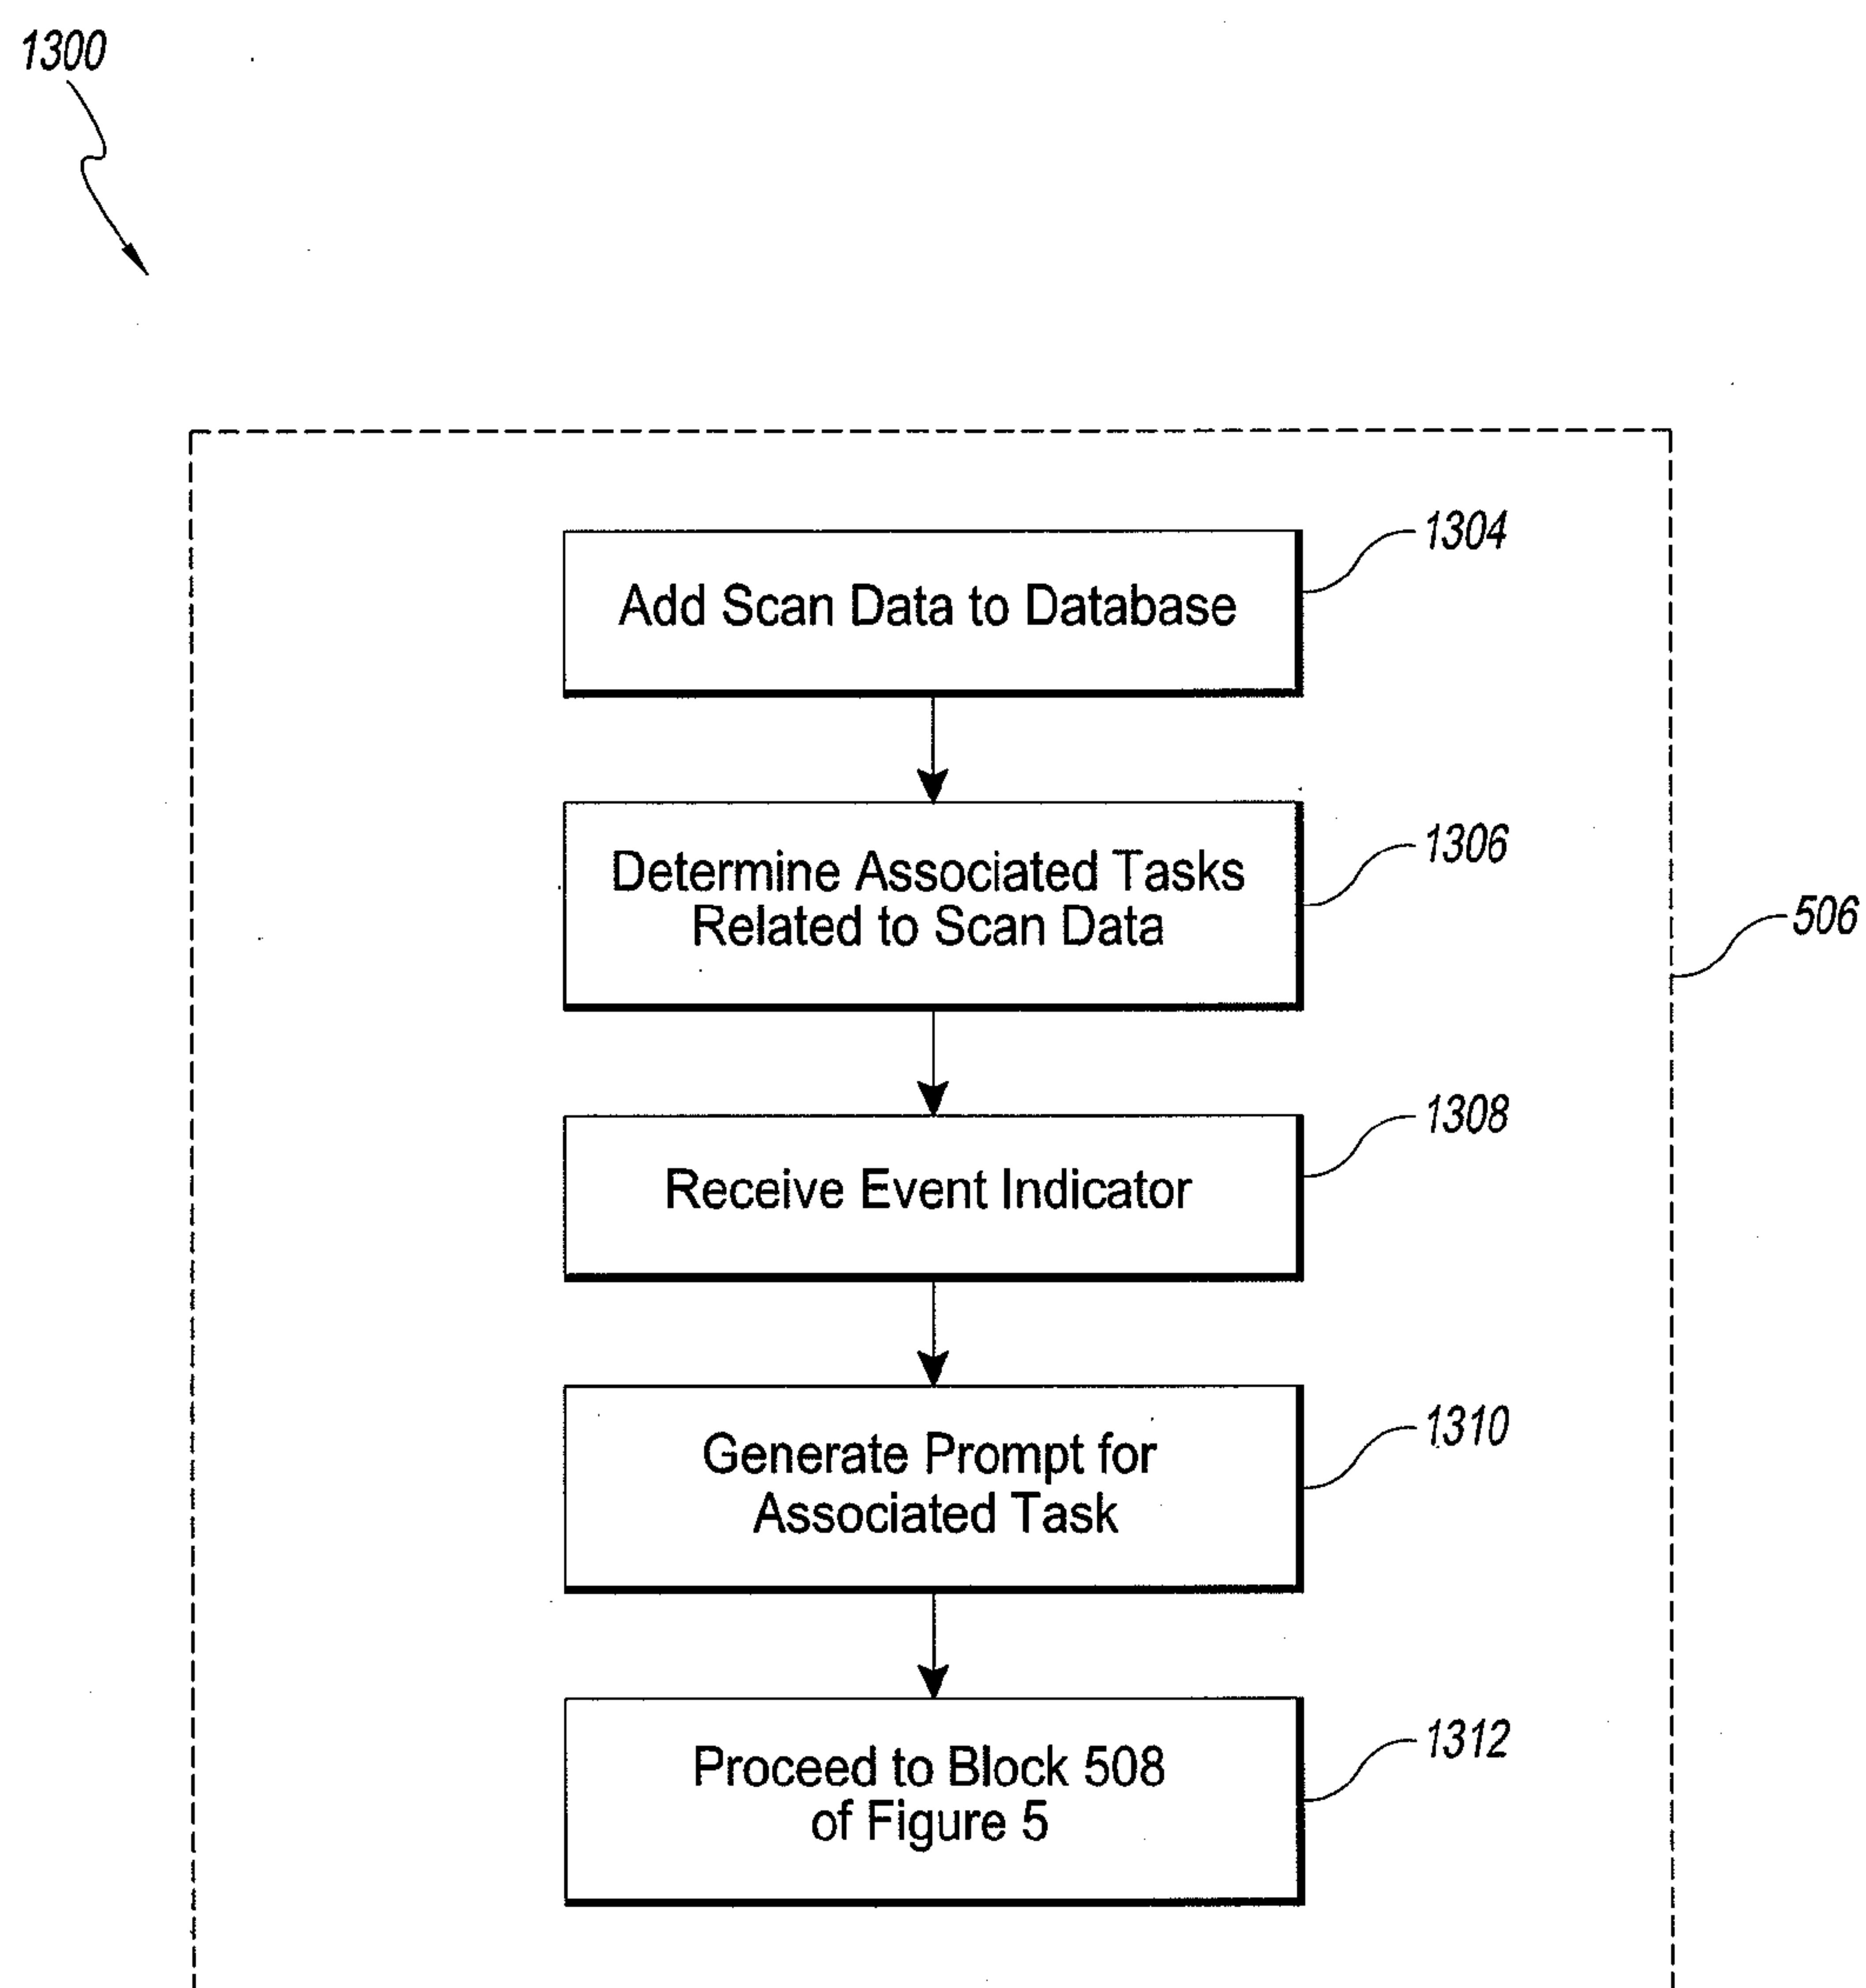 1300
1304
Add Scan Data to Database
1306
Determine Associated Tasks
Related to Scan Data
506
1308
Receive Event Indicator
1310
Generate Prompt for
Associated Task
1312
Proceed to Block 508
of Figure 5